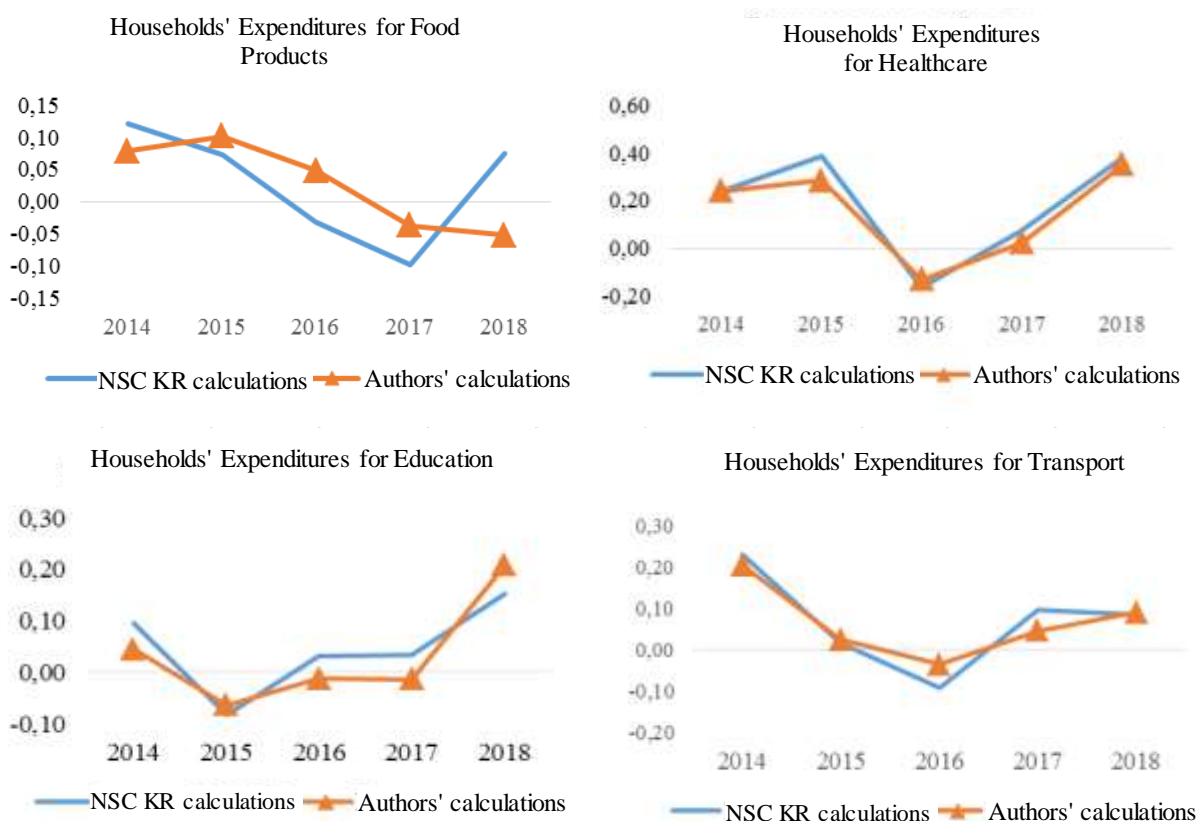 Households' Expenditures for Food
Products
0,15
0,10
0,05
0,00
-0,05
-0,10
-0,15
2014 2015 2016 2017 2018
NSC KR calculations Authors' calculations
Households' Expenditures
for Healthcare
0,60
0,40
0,20
0,00
-0,20
2014 2015 2016 2017 2018
NSC KR calculations Authors' calculations
Households' Expenditures for Education
0,30
0,20
0,10
0,00
-0,10
2014 2015 2016 2017 2018
NSC KR calculations Authors' calculations
Households' Expenditures for Transport
0,30
0,20
0,10
0,00
-0,10
-0,20
2014 2015 2016 2017 2018
NSC KR calculations Authors' calculations